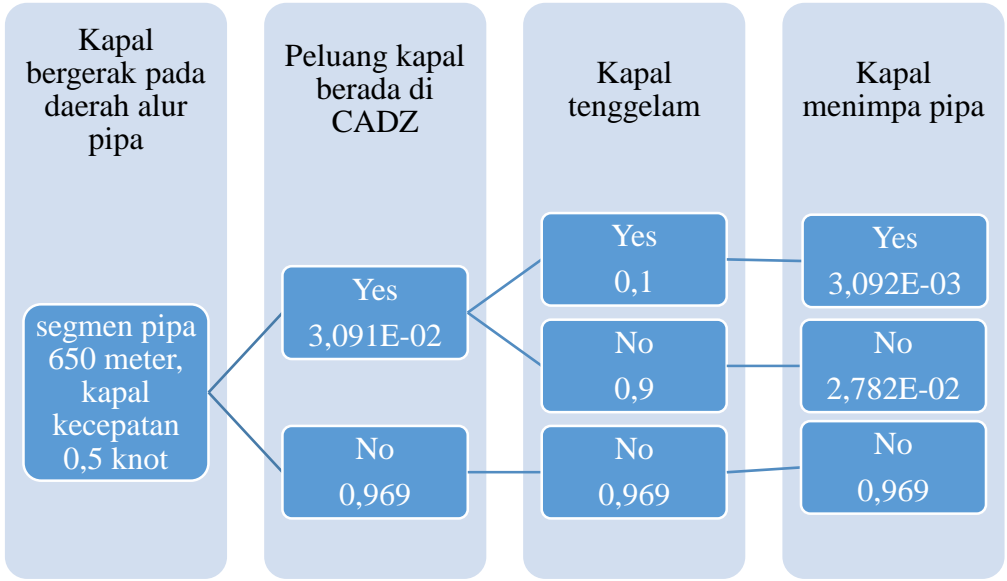 Kapal
bergerak pada
daerah alur
pipa
segmen pipa
650 meter,
kapal
kecepatan
0,5 knot
Peluang kapal
berada di
CADZ
Yes
3,091E-02
No
0,969
Kapal
tenggelam
Yes
0,1
No
0,9
No
0,969
Kapal
menimpa pipa
Yes
3,092E-03
No
2,782E-02
No
0,969